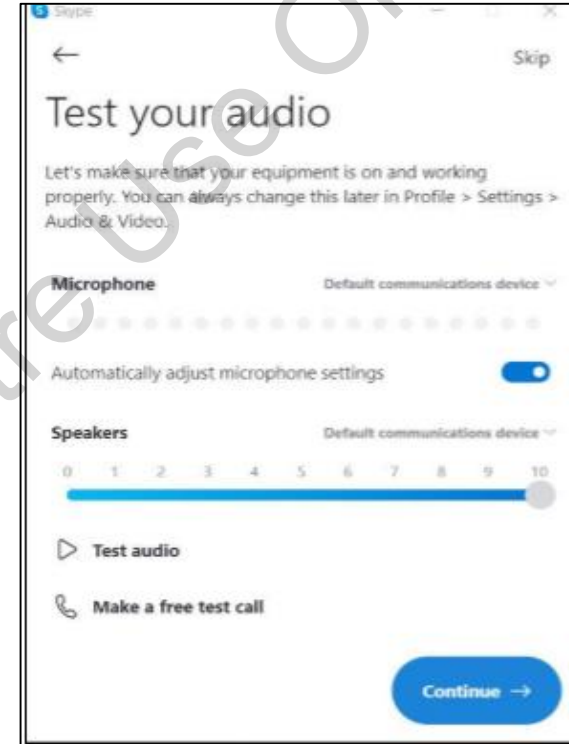 Skype
Skip
Test your audio
Let's make sure that your equipment is on and working
properly. You can always change this later in Profile > Settings >
Audio & Video.
Microphone Default communications device
Automatically adjust microphone settings
Speakers Default communications device
0 1 2 3 4 5 6 7 8 9 10
Test audio
Make a free test call
Continue →